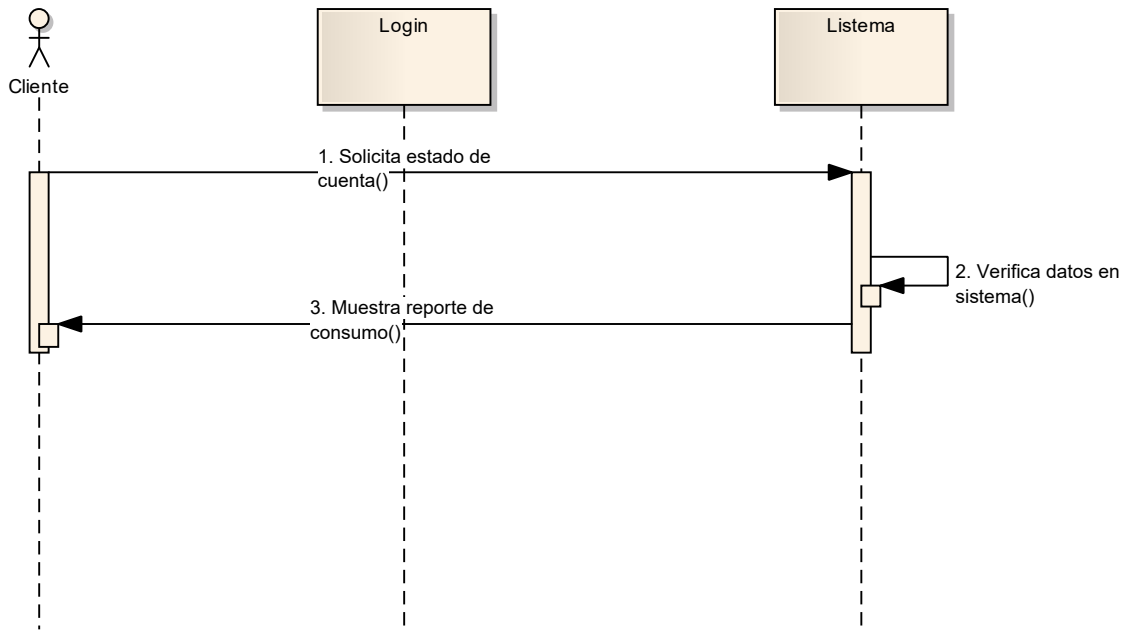 Cliente
Login
Listema
1. Solicita estado de
cuenta()
2. Verifica datos en
sistema()
3. Muestra reporte de
consumo()